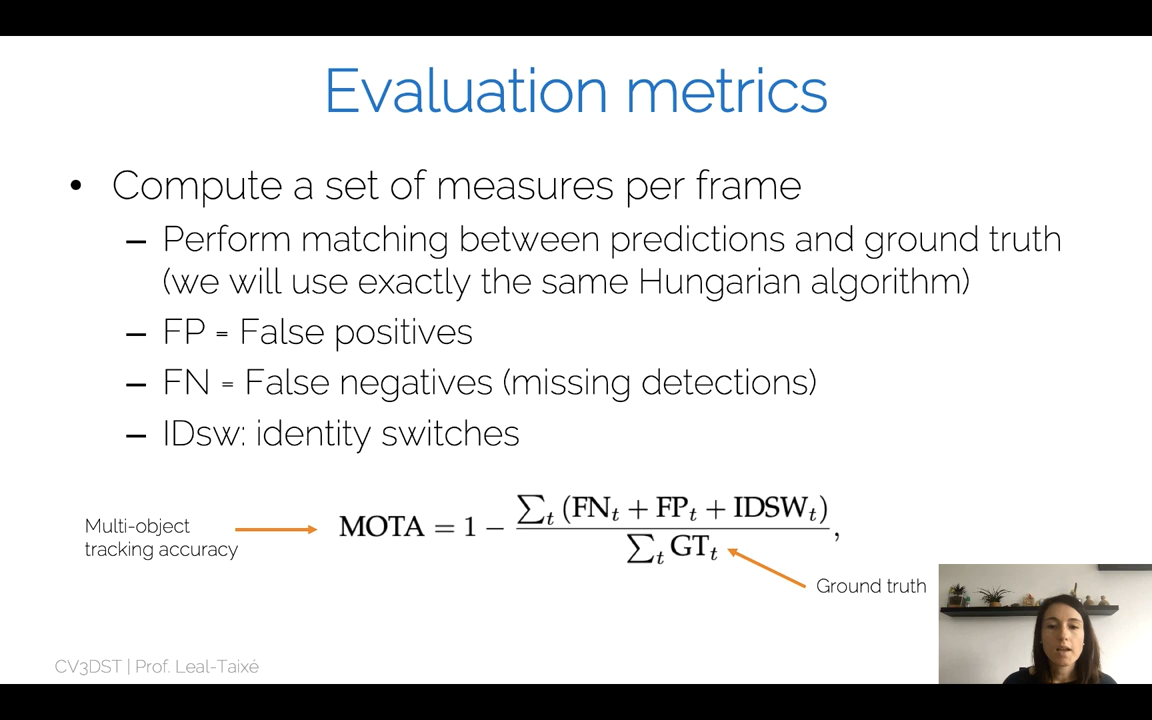 Evaluation metrics
• Compute a set of measures per frame
– Perform matching between predictions and ground truth
(we will use exactly the same Hungarian algorithm)
– FP = False positives
– FN = False negatives (missing detections)
– IDsw: identity switches
Multi-object
tracking accuracy
MOTA = 1 − ∑t (FNt + FPt + IDSWt) / ∑t GTt ,
Ground truth
CV3DST | Prof. Leal-Taixé